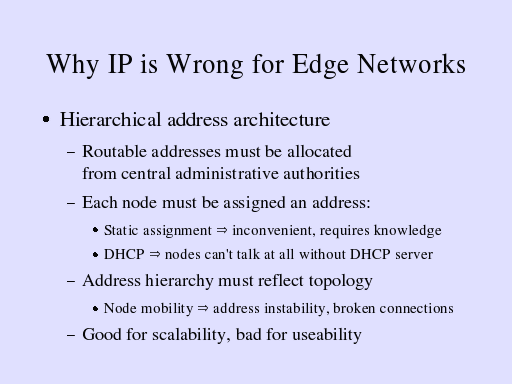 Why IP is Wrong for Edge Networks
• Hierarchical address architecture
– Routable addresses must be allocated
from central administrative authorities
– Each node must be assigned an address:
• Static assignment ⇒ inconvenient, requires knowledge
• DHCP ⇒ nodes can't talk at all without DHCP server
– Address hierarchy must reflect topology
• Node mobility ⇒ address instability, broken connections
– Good for scalability, bad for useability